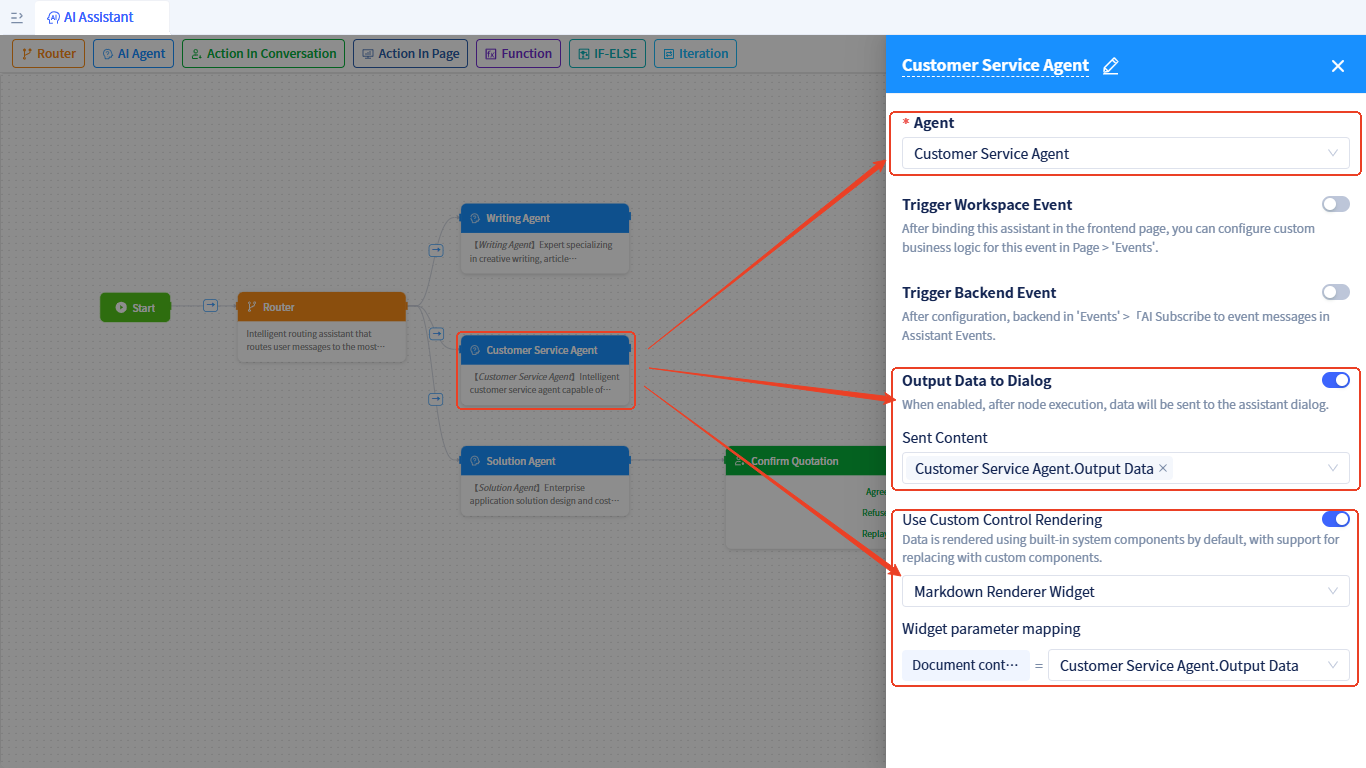 AI Assistant
Router
AI Agent
Action In Conversation
Action In Page
Function
IF-ELSE
Iteration
Start
Router
Intelligent routing assistant that
routes user messages to the most···
Writing Agent
【Writing Agent】Expert specializing
in creative writing, article···
Customer Service Agent
【Customer Service Agent】Intelligent
customer service agent capable of···
Solution Agent
【Solution Agent】Enterprise
application solution design and cost···
Confirm Quotation
Agree
Refuse
Replay
Customer Service Agent
* Agent
Customer Service Agent
Trigger Workspace Event
After binding this assistant in the frontend page, you can configure custom
business logic for this event in Page > 'Events'.
Trigger Backend Event
After configuration, backend in 'Events' >「AI Subscribe to event messages in
Assistant Events.
Output Data to Dialog
When enabled, after node execution, data will be sent to the assistant dialog.
Sent Content
Customer Service Agent.Output Data ×
Use Custom Control Rendering
Data is rendered using built-in system components by default, with support for
replacing with custom components.
Markdown Renderer Widget
Widget parameter mapping
Document cont··· = Customer Service Agent.Output Data